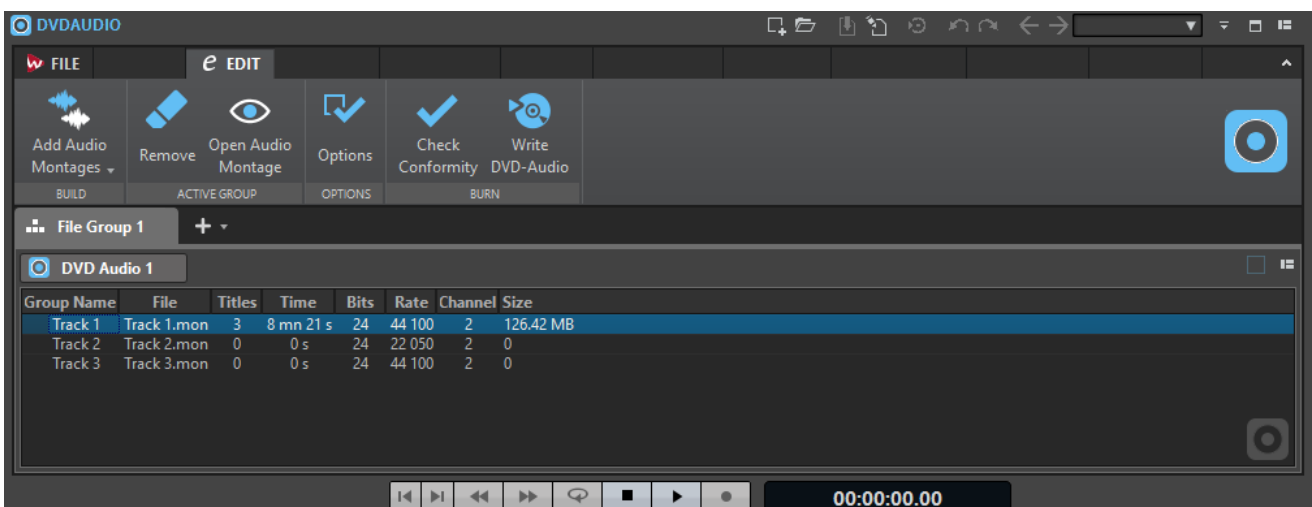 DVDAUDIO
FILE
EDIT
Add Audio Montages
Remove
Open Audio Montage
Options
Check Conformity
Write DVD-Audio
BUILD
ACTIVE GROUP
OPTIONS
BURN
File Group 1
DVD Audio 1
Group Name File Titles Time Bits Rate Channel Size
Track 1 Track 1.mon 3 8 mn 21 s 24 44 100 2 126.42 MB
Track 2 Track 2.mon 0 0 s 24 22 050 2 0
Track 3 Track 3.mon 0 0 s 24 44 100 2 0
00:00:00.00